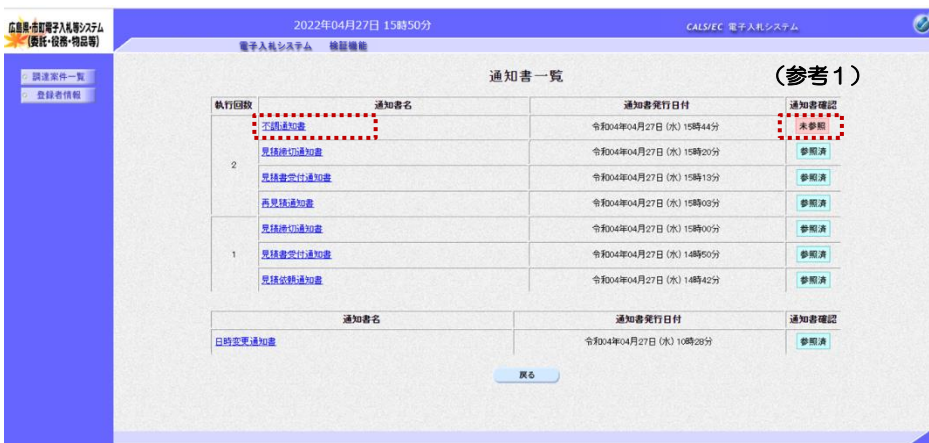 広島県・市町電子入札等システム
(委託・役務・物品等)
2022年04月27日 15時50分
CALS/EC 電子入札システム
電子入札システム 検証機能
調達案件一覧
登録者情報
通知書一覧
(参考1)
執行回数 通知書名 通知書発行日付 通知書確認
2
不調通知書 令和04年04月27日 (水) 15時44分 未参照
見積締切通知書 令和04年04月27日 (水) 15時20分 参照済
見積書受付通知書 令和04年04月27日 (水) 15時13分 参照済
再見積通知書 令和04年04月27日 (水) 15時03分 参照済
1
見積締切通知書 令和04年04月27日 (水) 15時00分 参照済
見積書受付通知書 令和04年04月27日 (水) 14時50分 参照済
見積依頼通知書 令和04年04月27日 (水) 14時42分 参照済
通知書名 通知書発行日付 通知書確認
日時変更通知書 令和04年04月27日 (水) 10時28分 参照済
戻る